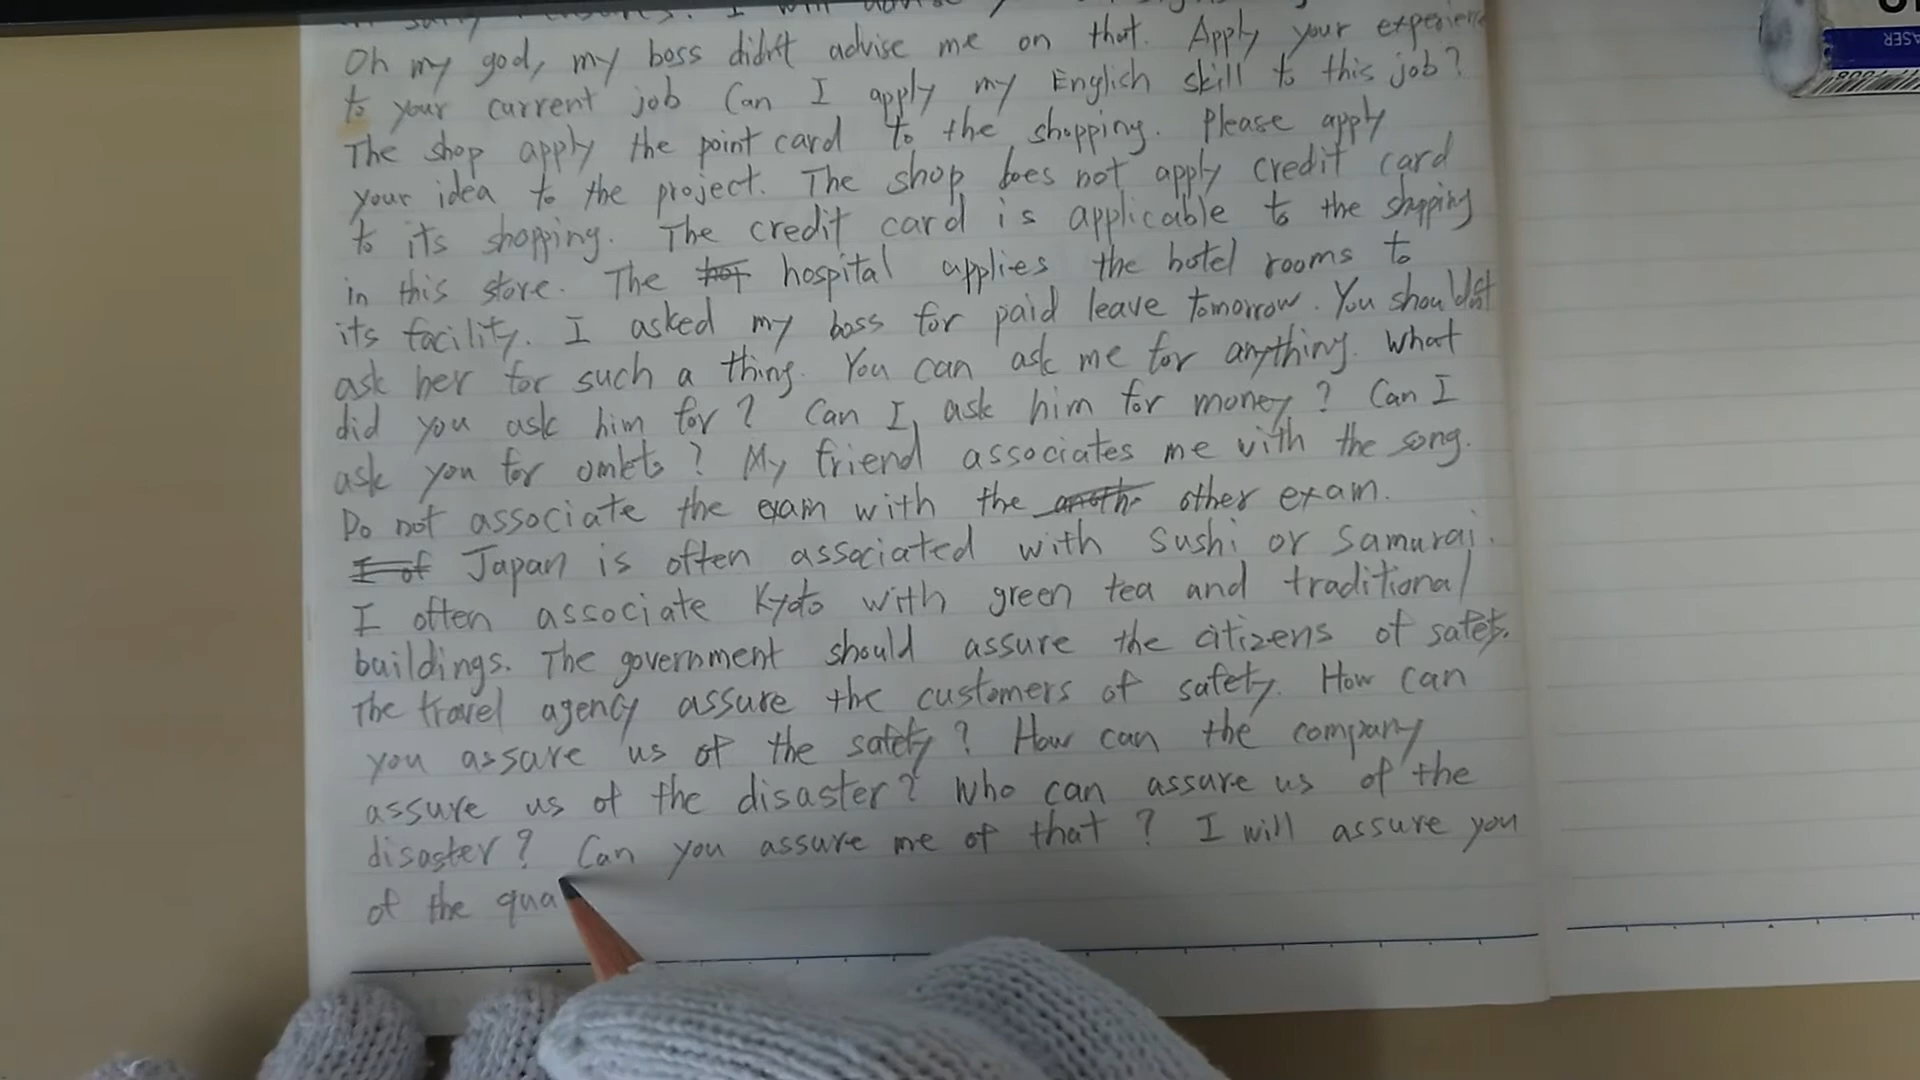 I will
Oh my god, my boss didn't advise me on that. Apply your
to your current job Can I apply my English skill to this job?
The shop apply the point card to the shopping. Please apply
your idea to the project. The shop does not apply credit card
to its shopping. The credit card is applicable to the shopping
in this store. The hospital applies the hotel rooms to
its facility. I asked my boss for paid leave tomorrow. You shouldn't
ask her for such a thing. You can ask me for anything. What
did you ask him for? Can I ask him for money? Can I
ask you for? My friend associates me with the song.
Do not associate the exam with the other exam.
Japan is often associated with Sushi or Samurai.
I often associate Kyoto with green tea and traditional
buildings. The government should assure the citizens of safety.
The travel agency assure the customers of safety. How can
you assure us of the safety? How can the company
assure us of the disaster? Who can assure us of the
disaster? Can you assure me of that? I will assure you
of the qua